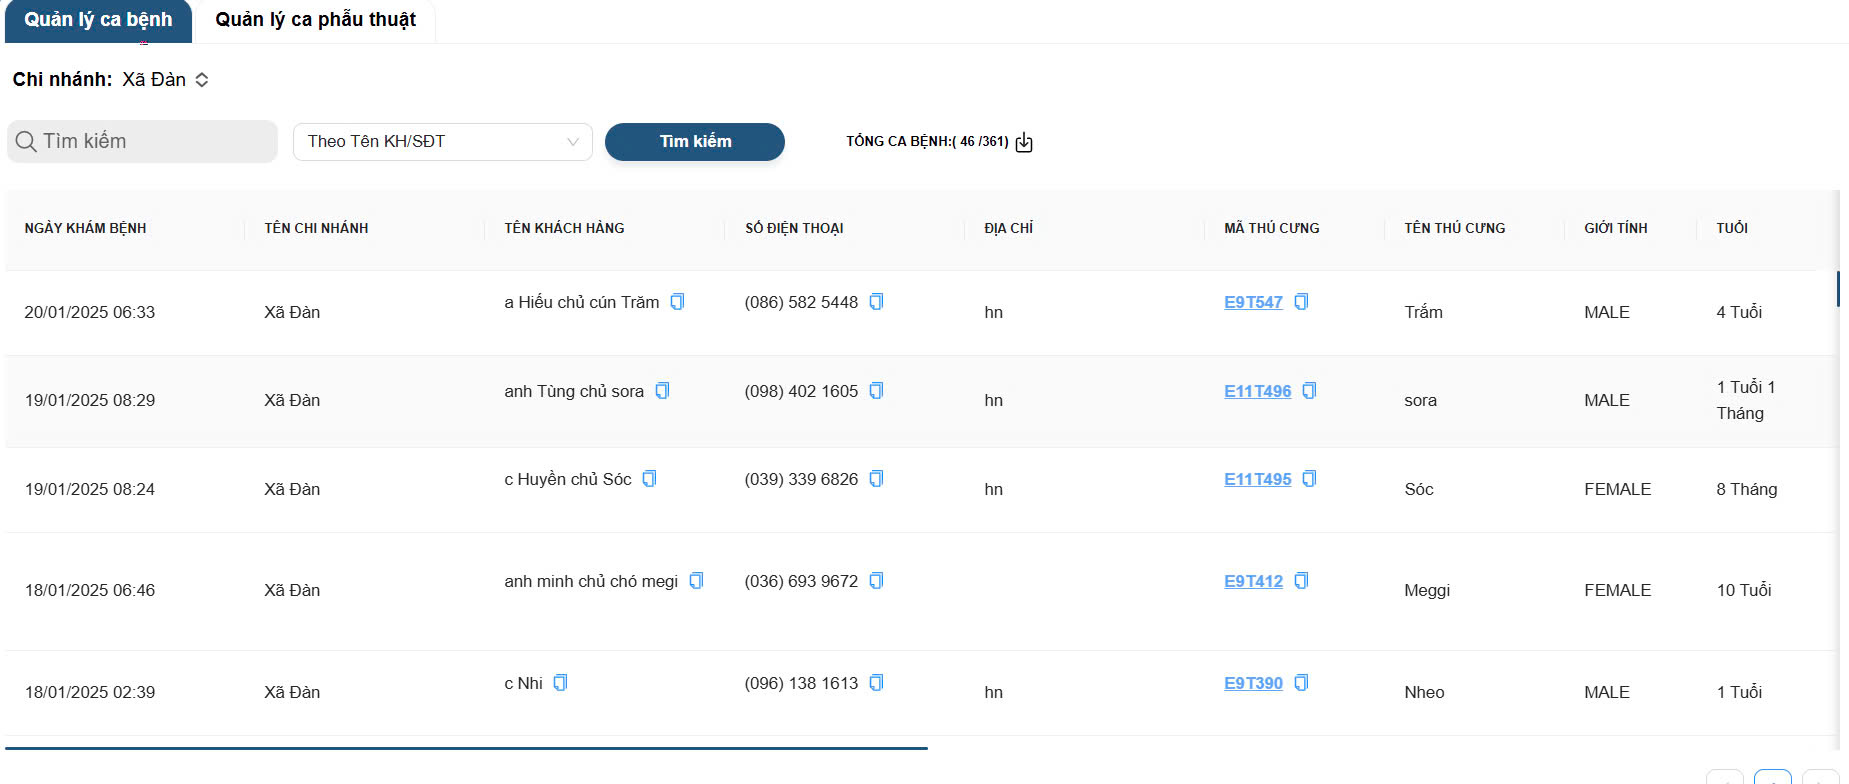 Quản lý ca bệnh
Quản lý ca phẫu thuật
Chi nhánh: Xã Đàn
Tìm kiếm
Theo Tên KH/SĐT
Tìm kiếm
TỔNG CA BỆNH:( 46 /361)
NGÀY KHÁM BỆNH TÊN CHI NHÁNH TÊN KHÁCH HÀNG SỐ ĐIỆN THOẠI ĐỊA CHỈ MÃ THÚ CƯNG TÊN THÚ CƯNG GIỚI TÍNH TUỔI
20/01/2025 06:33 Xã Đàn a Hiếu chủ cún Trăm (086) 582 5448 hn E9T547 Trắm MALE 4 Tuổi
19/01/2025 08:29 Xã Đàn anh Tùng chủ sora (098) 402 1605 hn E11T496 sora MALE 1 Tuổi 1
Tháng
19/01/2025 08:24 Xã Đàn c Huyền chủ Sóc (039) 339 6826 hn E11T495 Sóc FEMALE 8 Tháng
18/01/2025 06:46 Xã Đàn anh minh chủ chó megi (036) 693 9672 E9T412 Meggi FEMALE 10 Tuổi
18/01/2025 02:39 Xã Đàn c Nhi (096) 138 1613 hn E9T390 Nheo MALE 1 Tuổi